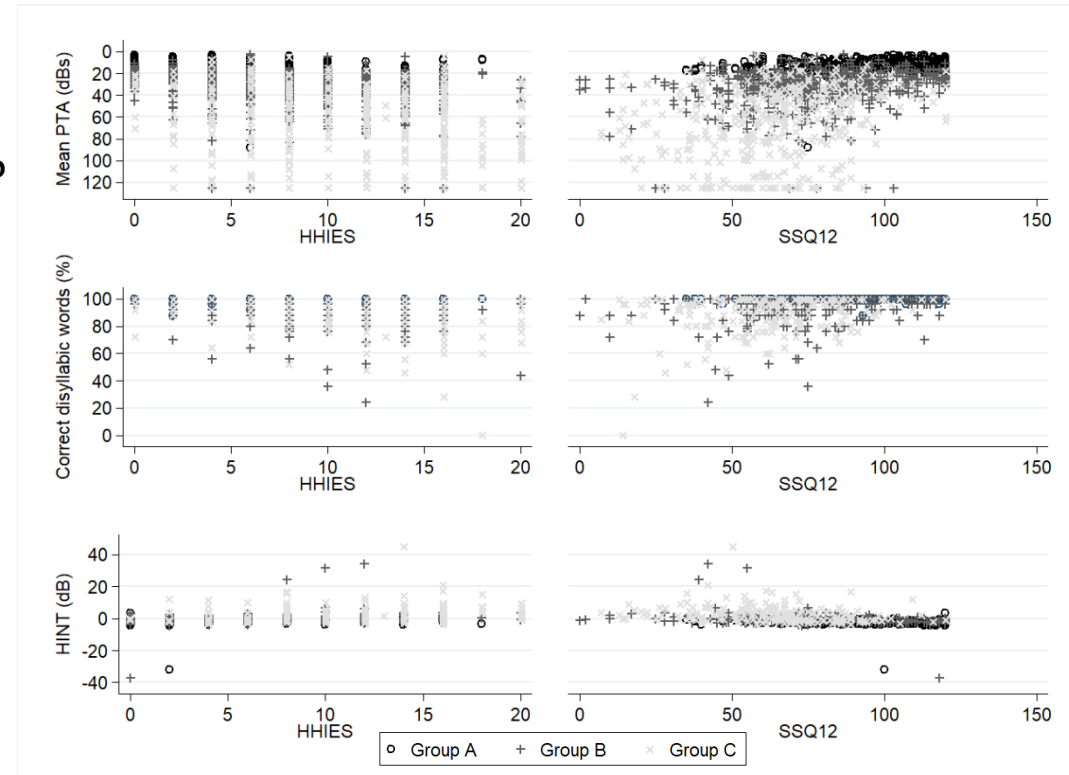 Mean PTA (dBs)
0
20
40
60
80
100
120
0 5 10 15 20
HHIES
0 50 100 150
SSQ12
Correct disyllabic words (%)
100
80
60
40
20
0
0 5 10 15 20
HHIES
0 50 100 150
SSQ12
HINT (dB)
40
20
0
-20
-40
0 5 10 15 20
HHIES
0 50 100 150
SSQ12
Group A Group B Group C